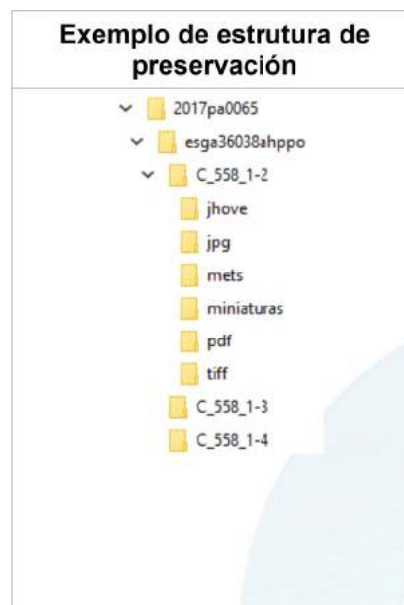 Exemplo de estrutura de
preservación
2017pa0065
esga36038ahppo
C_558_1-2
jhove
jpg
mets
miniaturas
pdf
tiff
C_558_1-3
C_558_1-4